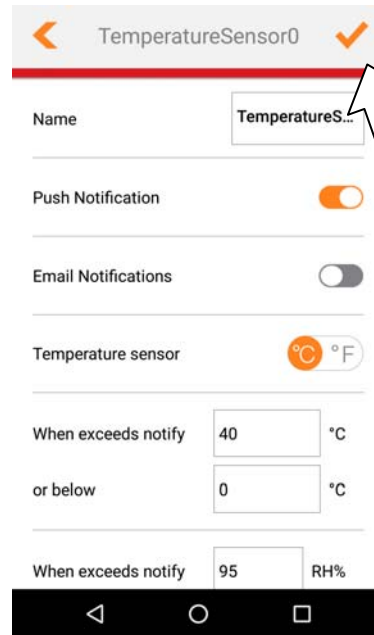 TemperatureSensor0
Name TemperatureS...
Push Notification
Email Notifications
Temperature sensor °C °F
When exceeds notify 40 °C
or below 0 °C
When exceeds notify 95 RH%